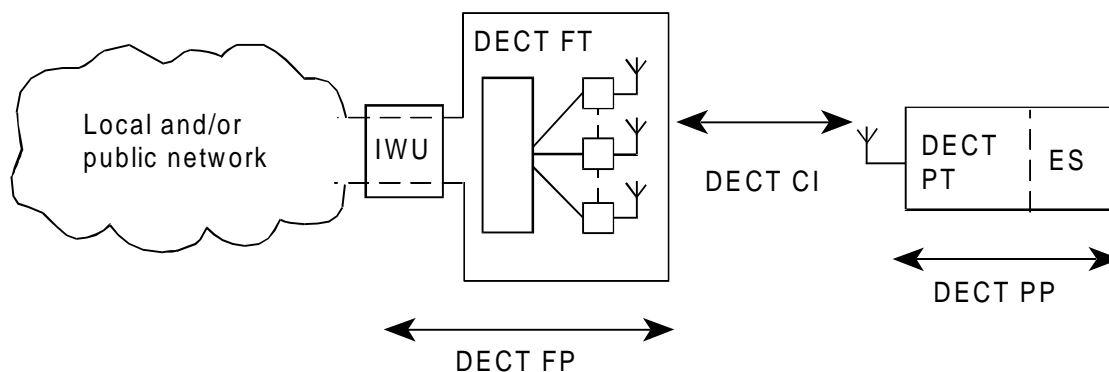 DECT FT
Local and/or
public network
IWU
DECT CI
DECT
PT
ES
DECT PP
DECT FP